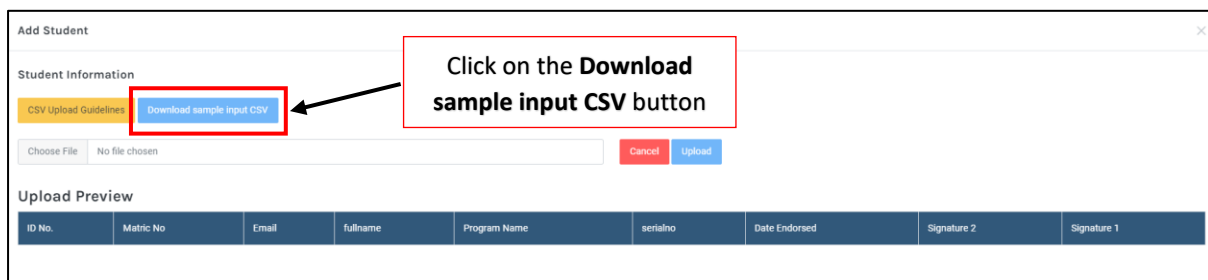 Add Student
Click on the Download
sample input CSV button
Student Information
CSV Upload Guidelines
Download sample input CSV
Choose File
No file chosen
Cancel
Upload
Upload Preview
ID No.
Matric No
Email
fullname
Program Name
serialno
Date Endorsed
Signature 2
Signature 1